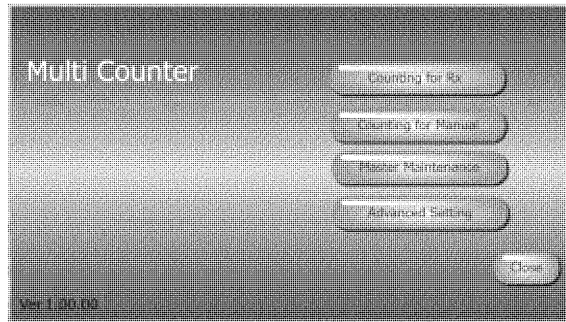 Multi Counter
Counting for Rx
Counting for Manual
Master Maintenance
Advanced Setting
Close
Ver 1.00.00